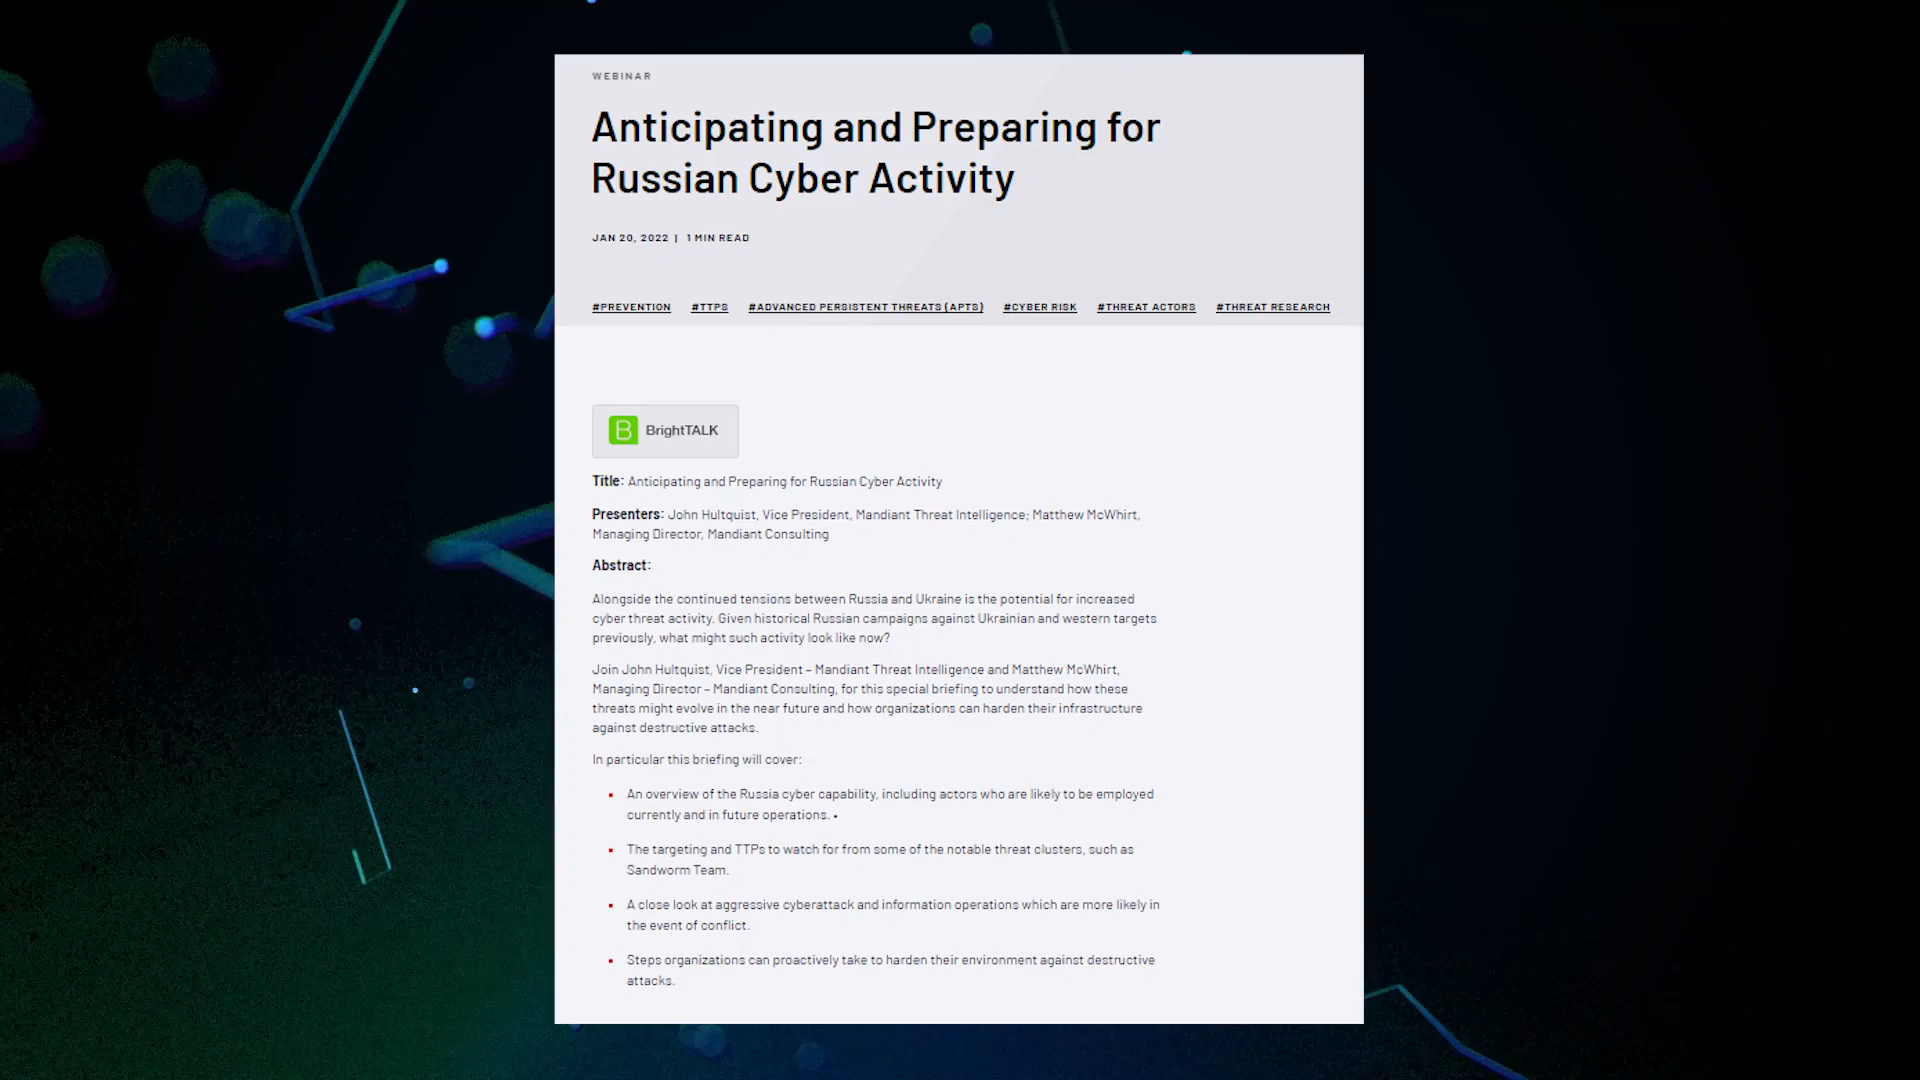 WEBINAR
Anticipating and Preparing for
Russian Cyber Activity
JAN 20, 2022 | 1 MIN READ
#PREVENTION #TTPS #ADVANCED PERSISTENT THREATS (APTS) #CYBER RISK #THREAT ACTORS #THREAT RESEARCH
B BrightTALK
Title: Anticipating and Preparing for Russian Cyber Activity
Presenters: John Hultquist, Vice President, Mandiant Threat Intelligence; Matthew McWhirt,
Managing Director, Mandiant Consulting
Abstract:
Alongside the continued tensions between Russia and Ukraine is the potential for increased
cyber threat activity. Given historical Russian campaigns against Ukrainian and western targets
previously, what might such activity look like now?
Join John Hultquist, Vice President – Mandiant Threat Intelligence and Matthew McWhirt,
Managing Director – Mandiant Consulting, for this special briefing to understand how these
threats might evolve in the near future and how organizations can harden their infrastructure
against destructive attacks.
In particular this briefing will cover:
▪ An overview of the Russia cyber capability, including actors who are likely to be employed
currently and in future operations. •
▪ The targeting and TTPs to watch for from some of the notable threat clusters, such as
Sandworm Team.
▪ A close look at aggressive cyberattack and information operations which are more likely in
the event of conflict.
▪ Steps organizations can proactively take to harden their environment against destructive
attacks.